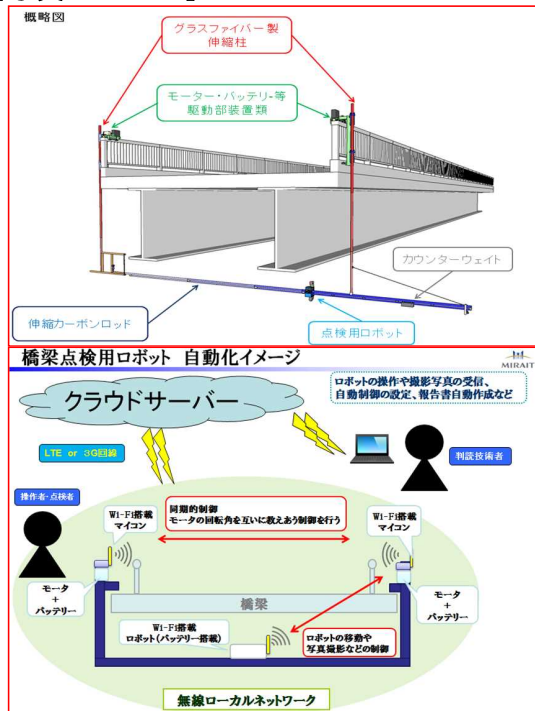 概略図
グラスファイバー製
伸縮柱
モーター・バッテリ-等
駆動部装置類
カウンターウェイト
伸縮カーボンロッド
点検用ロボット
橋梁点検用ロボット 自動化イメージ
MIRAIT
クラウドサーバー
ロボットの操作や撮影写真の受信、
自動制御の設定、報告書自動作成など
LTE or 3G回線
判読技術者
操作者・点検者
Wi-Fi搭載
マイコン
同期的制御
モータの回転角を互いに教えあう制御を行う
Wi-Fi搭載
マイコン
モータ
+
バッテリー
橋梁
モータ
+
バッテリー
Wi-Fi搭載
ロボット(バッテリー搭載)
ロボットの移動や
写真撮影などの制御
無線ローカルネットワーク